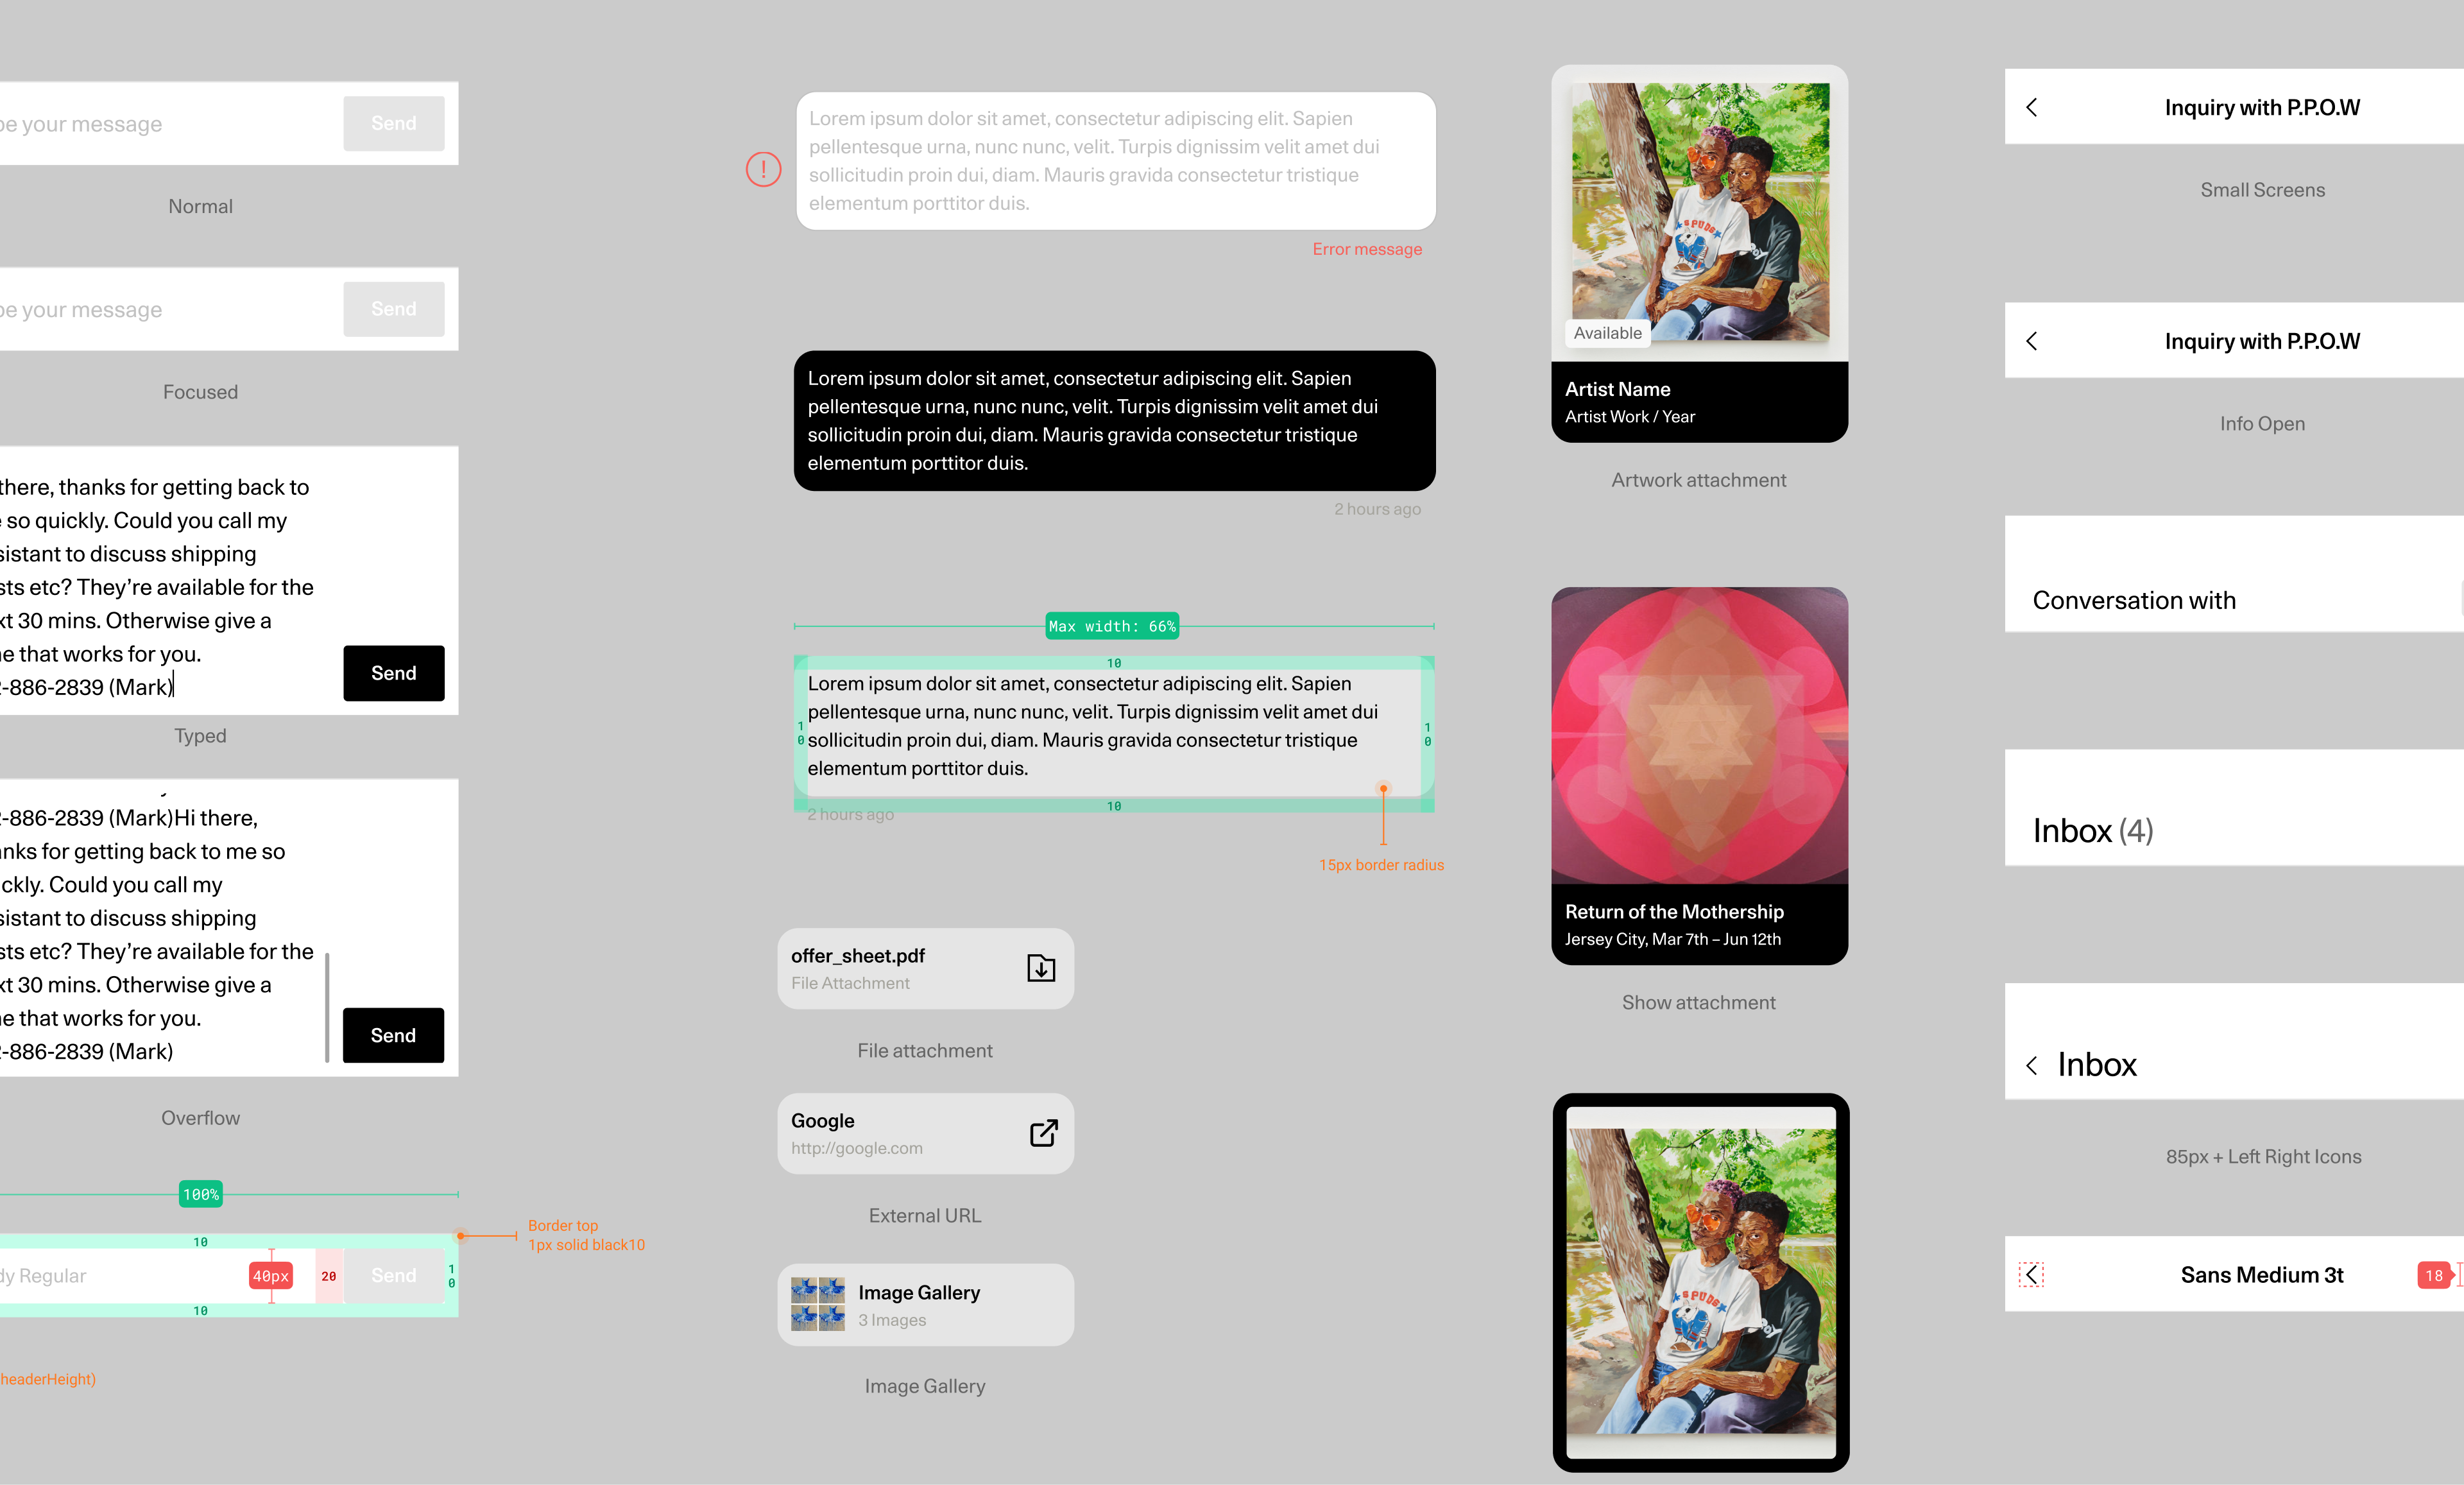 be your message
Send
Normal
be your message
Send
Focused
there, thanks for getting back to
so quickly. Could you call my
sistant to discuss shipping
sts etc? They’re available for the
xt 30 mins. Otherwise give a
e that works for you.
-886-2839 (Mark)
Send
Typed
-886-2839 (Mark)Hi there,
anks for getting back to me so
ckly. Could you call my
sistant to discuss shipping
sts etc? They’re available for the
xt 30 mins. Otherwise give a
e that works for you.
-886-2839 (Mark)
Send
Overflow
100%
Border top
1px solid black10
10
dy Regular
40px
20
Send
10
10
headerHeight)
!
Lorem ipsum dolor sit amet, consectetur adipiscing elit. Sapien
pellentesque urna, nunc nunc, velit. Turpis dignissim velit amet dui
sollicitudin proin dui, diam. Mauris gravida consectetur tristique
elementum porttitor duis.
Error message
Lorem ipsum dolor sit amet, consectetur adipiscing elit. Sapien
pellentesque urna, nunc nunc, velit. Turpis dignissim velit amet dui
sollicitudin proin dui, diam. Mauris gravida consectetur tristique
elementum porttitor duis.
2 hours ago
Max width: 66%
10
Lorem ipsum dolor sit amet, consectetur adipiscing elit. Sapien
pellentesque urna, nunc nunc, velit. Turpis dignissim velit amet dui
10
sollicitudin proin dui, diam. Mauris gravida consectetur tristique
10
elementum porttitor duis.
10
2 hours ago
15px border radius
offer_sheet.pdf
File Attachment
File attachment
Google
http://google.com
External URL
Image Gallery
3 Images
Image Gallery
SPUDS
Available
Artist Name
Artist Work / Year
Artwork attachment
Return of the Mothership
Jersey City, Mar 7th – Jun 12th
Show attachment
SPUDS
Inquiry with P.P.O.W
Small Screens
Inquiry with P.P.O.W
Info Open
Conversation with
Inbox (4)
Inbox
85px + Left Right Icons
Sans Medium 3t
18